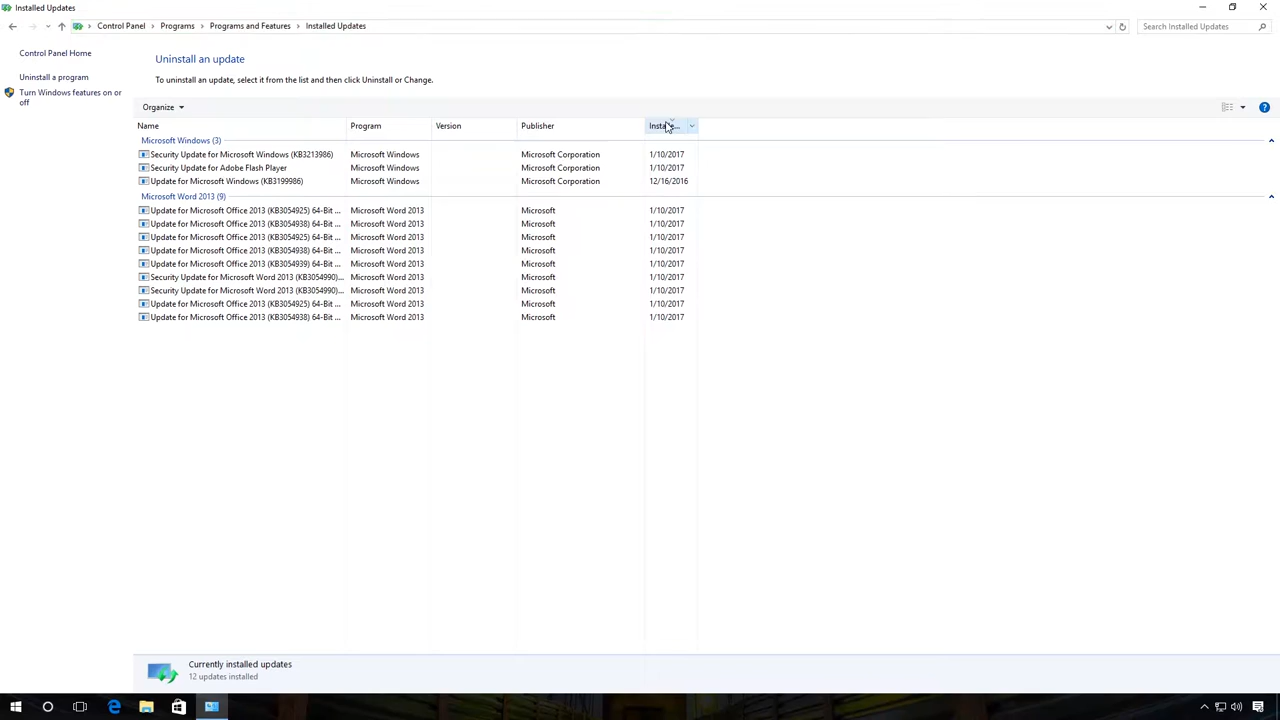 Installed Updates
Control Panel Programs Programs and Features Installed Updates
Search Installed Updates
Control Panel Home
Uninstall a program
Turn Windows features on or
off
Uninstall an update
To uninstall an update, select it from the list and then click Uninstall or Change.
Organize
Name Program Version Publisher
Microsoft Windows (3)
Security Update for Microsoft Windows (KB3213986) Microsoft Windows Microsoft Corporation 1/10/2017
Security Update for Adobe Flash Player Microsoft Windows Microsoft Corporation 1/10/2017
Update for Microsoft Windows (KB3199986) Microsoft Windows Microsoft Corporation 12/16/2016
Microsoft Word 2013 (9)
Update for Microsoft Office 2013 (KB3054925) 64-Bit ... Microsoft Word 2013 Microsoft 1/10/2017
Update for Microsoft Office 2013 (KB3054938) 64-Bit ... Microsoft Word 2013 Microsoft 1/10/2017
Update for Microsoft Office 2013 (KB3054925) 64-Bit ... Microsoft Word 2013 Microsoft 1/10/2017
Update for Microsoft Office 2013 (KB3054938) 64-Bit ... Microsoft Word 2013 Microsoft 1/10/2017
Update for Microsoft Office 2013 (KB3054939) 64-Bit ... Microsoft Word 2013 Microsoft 1/10/2017
Security Update for Microsoft Word 2013 (KB3054990)... Microsoft Word 2013 Microsoft 1/10/2017
Security Update for Microsoft Word 2013 (KB3054990)... Microsoft Word 2013 Microsoft 1/10/2017
Update for Microsoft Office 2013 (KB3054925) 64-Bit ... Microsoft Word 2013 Microsoft 1/10/2017
Update for Microsoft Office 2013 (KB3054938) 64-Bit ... Microsoft Word 2013 Microsoft 1/10/2017
Currently installed updates
12 updates installed